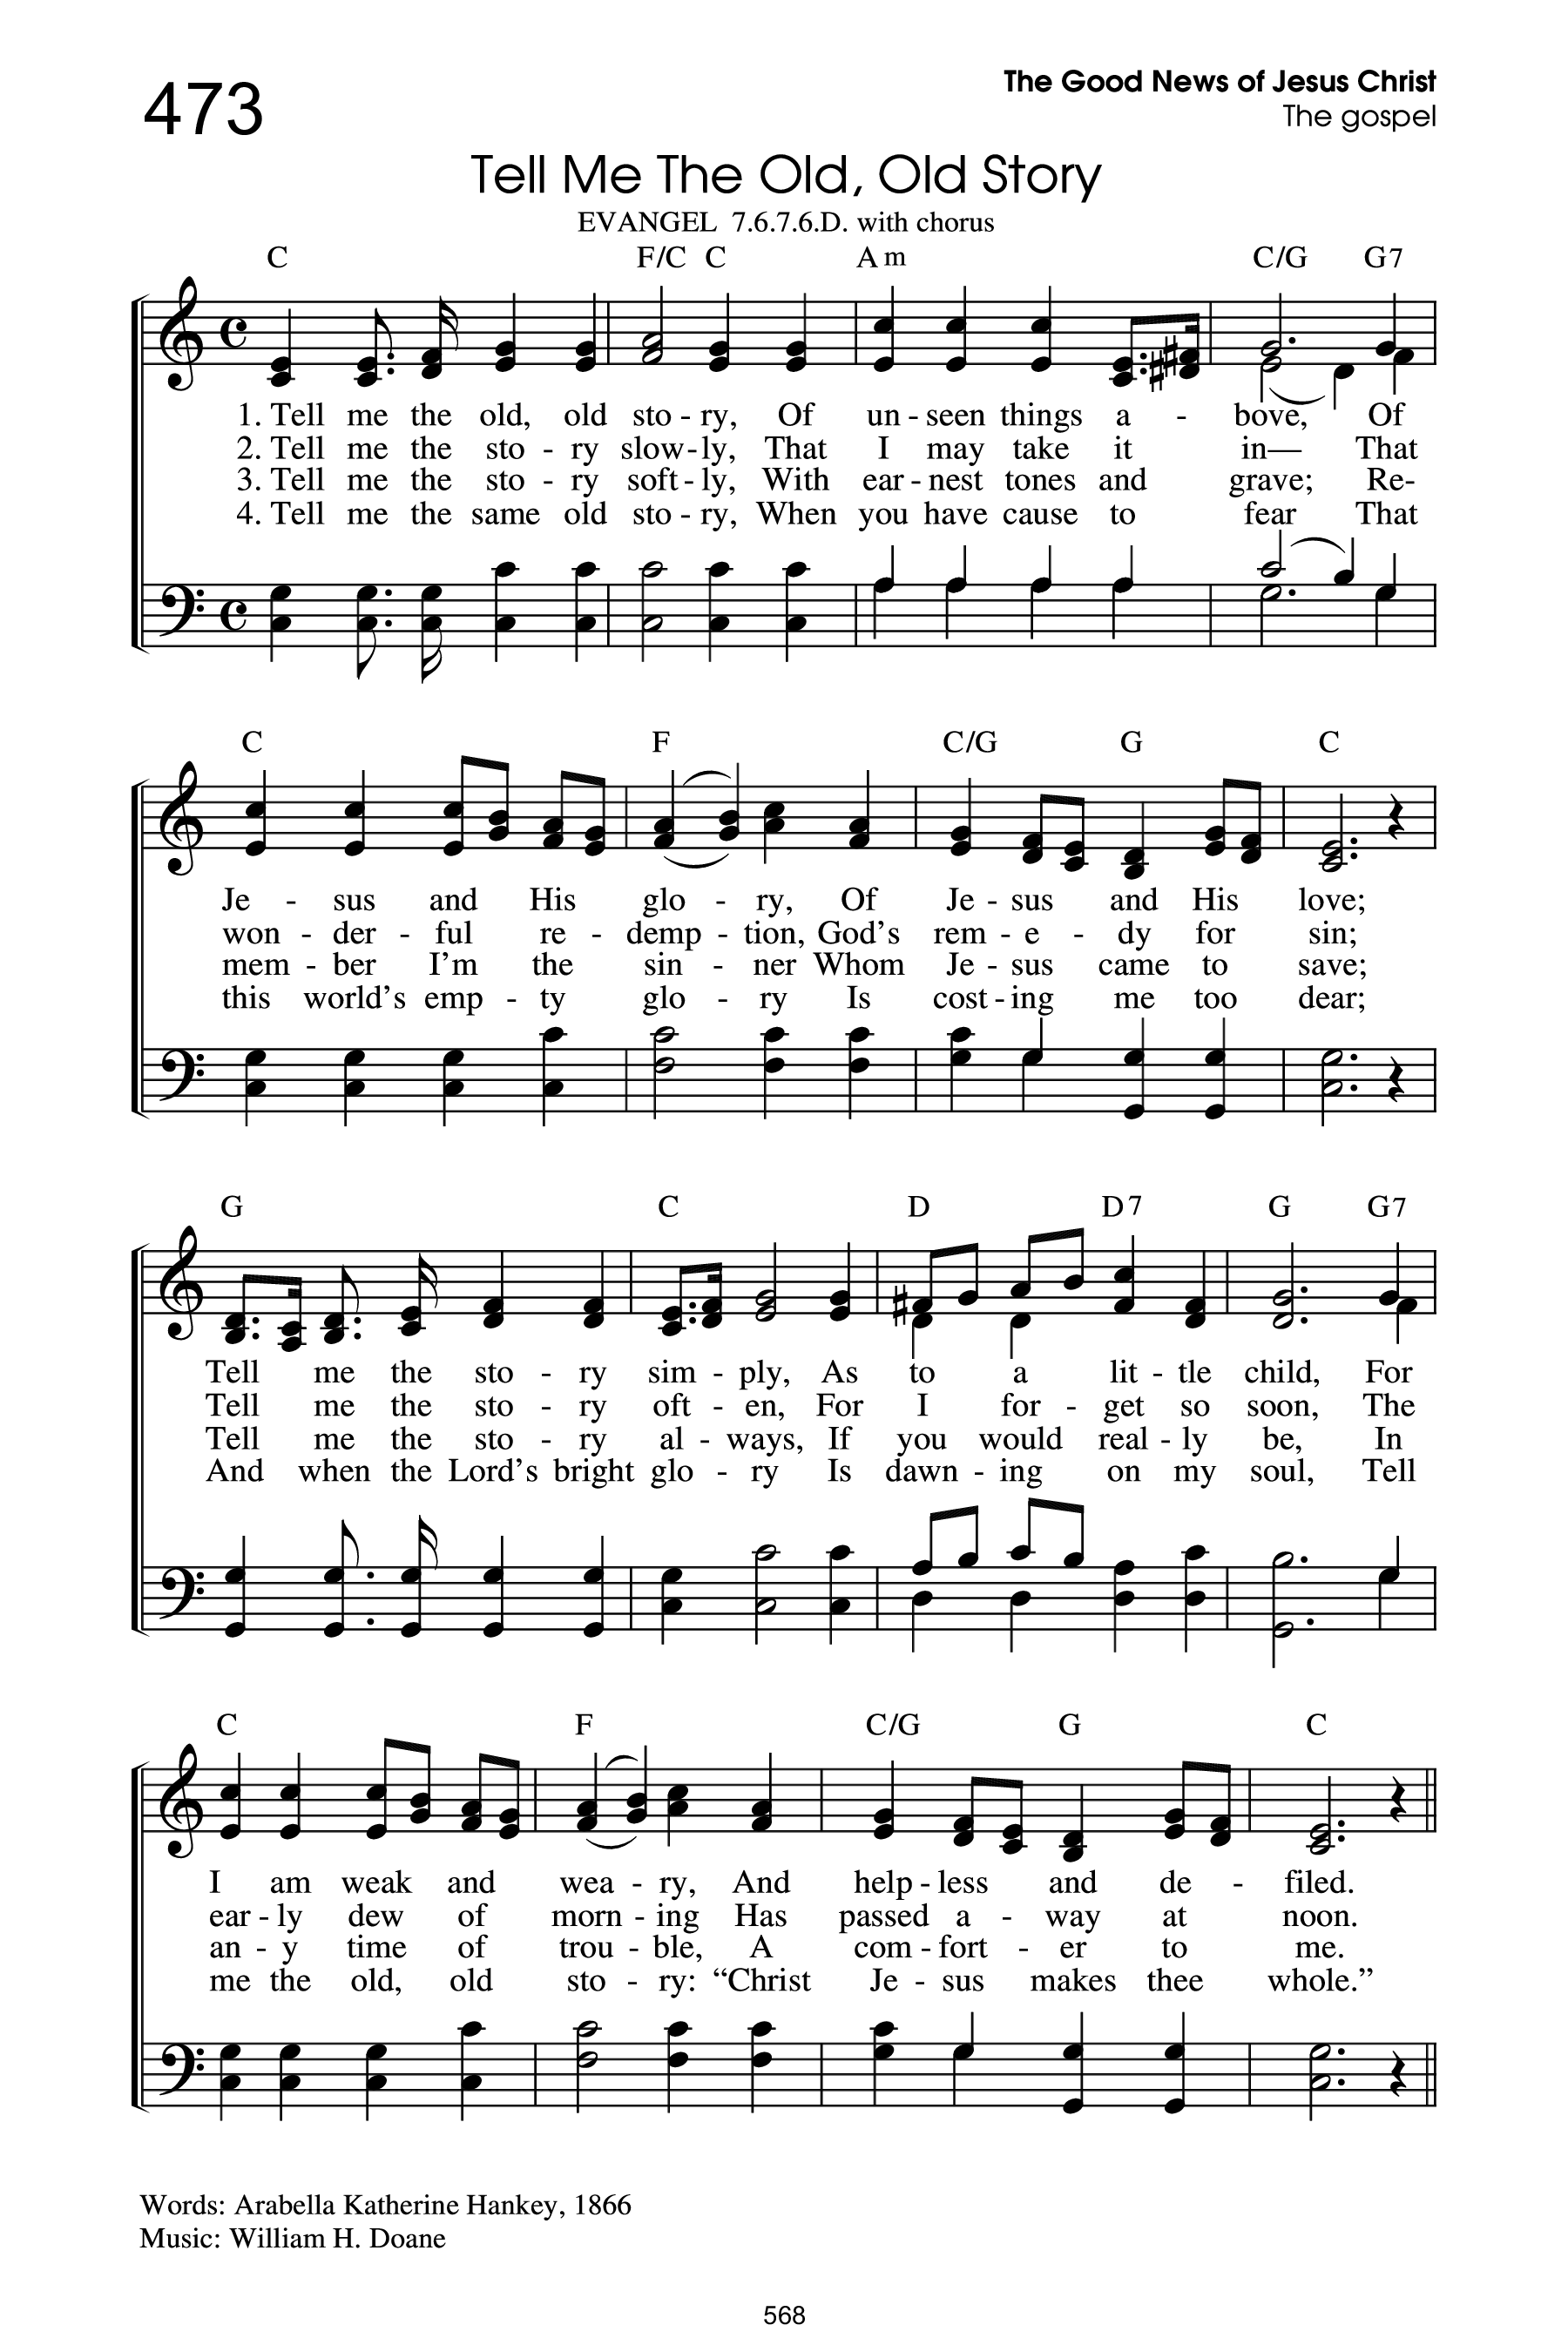 473
The Good News of Jesus Christ
The gospel
Tell Me The Old, Old Story
EVANGEL 7.6.7.6.D. with chorus
C F/C C Am C/G G7
1. Tell me the old, old sto - ry, Of un - seen things a - bove, Of
2. Tell me the sto - ry slow - ly, That I may take it in— That
3. Tell me the sto - ry soft - ly, With ear - nest tones and grave; Re-
4. Tell me the same old sto - ry, When you have cause to fear That
C F C/G G C
Je - sus and His glo - ry, Of Je - sus and His love;
won - der - ful re - demp - tion, God's rem - e - dy for sin;
mem - ber I'm the sin - ner Whom Je - sus came to save;
this world's emp - ty glo - ry Is cost - ing me too dear;
G C D D7 G G7
Tell me the sto - ry sim - ply, As to a lit - tle child, For
Tell me the sto - ry oft - en, For I for - get so soon, The
Tell me the sto - ry al - ways, If you would real - ly be, In
And when the Lord's bright glo - ry Is dawn - ing on my soul, Tell
C F C/G G C
I am weak and wea - ry, And help - less and de - filed.
ear - ly dew of morn - ing Has passed a - way at noon.
an - y time of trou - ble, A com - fort - er to me.
me the old, old sto - ry: “Christ Je - sus makes thee whole.”
Words: Arabella Katherine Hankey, 1866
Music: William H. Doane
568